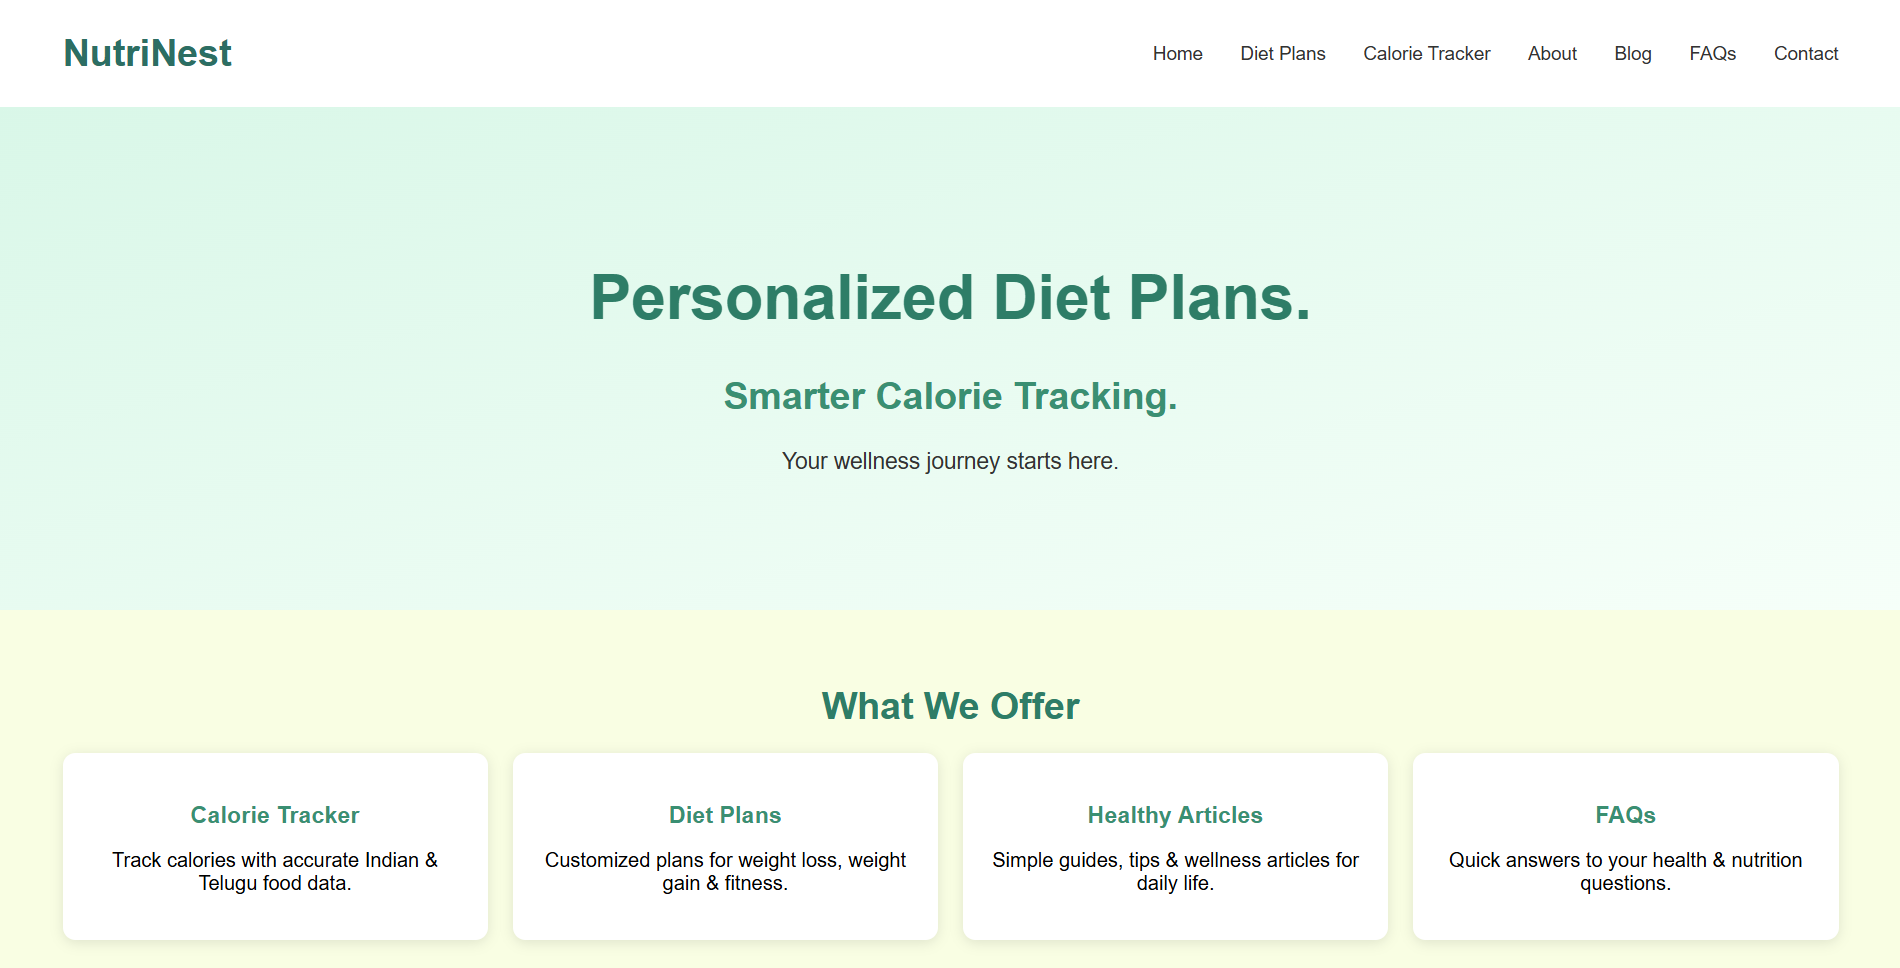 NutriNest
Home Diet Plans Calorie Tracker About Blog FAQs Contact
Personalized Diet Plans.
Smarter Calorie Tracking.
Your wellness journey starts here.
What We Offer
Calorie Tracker
Track calories with accurate Indian &
Telugu food data.
Diet Plans
Customized plans for weight loss, weight
gain & fitness.
Healthy Articles
Simple guides, tips & wellness articles for
daily life.
FAQs
Quick answers to your health & nutrition
questions.